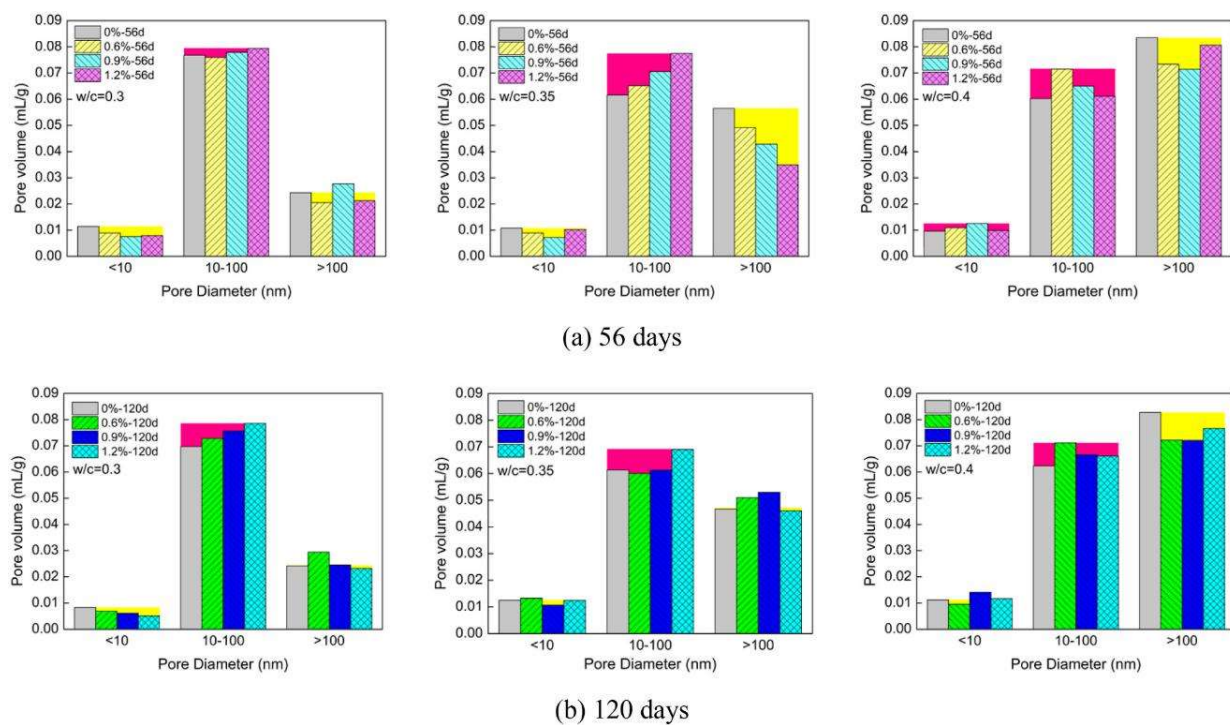 0.09
0.08
0.07
0.06
0.05
0.04
0.03
0.02
0.01
0.00
Pore volume (mL/g)
0%-56d
0.6%-56d
0.9%-56d
1.2%-56d
w/c=0.3
<10
10-100
>100
Pore Diameter (nm)
0.09
0.08
0.07
0.06
0.05
0.04
0.03
0.02
0.01
0.00
Pore volume (mL/g)
0%-56d
0.6%-56d
0.9%-56d
1.2%-56d
w/c=0.35
<10
10-100
>100
Pore Diameter (nm)
0.09
0.08
0.07
0.06
0.05
0.04
0.03
0.02
0.01
0.00
Pore volume (mL/g)
0%-56d
0.6%-56d
0.9%-56d
1.2%-56d
w/c=0.4
<10
10-100
>100
Pore Diameter (nm)
(a) 56 days
0.09
0.08
0.07
0.06
0.05
0.04
0.03
0.02
0.01
0.00
Pore volume (mL/g)
0%-120d
0.6%-120d
0.9%-120d
1.2%-120d
w/c=0.3
<10
10-100
>100
Pore Diameter (nm)
0.09
0.08
0.07
0.06
0.05
0.04
0.03
0.02
0.01
0.00
Pore volume (mL/g)
0%-120d
0.6%-120d
0.9%-120d
1.2%-120d
w/c=0.35
<10
10-100
>100
Pore Diameter (nm)
0.09
0.08
0.07
0.06
0.05
0.04
0.03
0.02
0.01
0.00
Pore volume (mL/g)
0%-120d
0.6%-120d
0.9%-120d
1.2%-120d
w/c=0.4
<10
10-100
>100
Pore Diameter (nm)
(b) 120 days